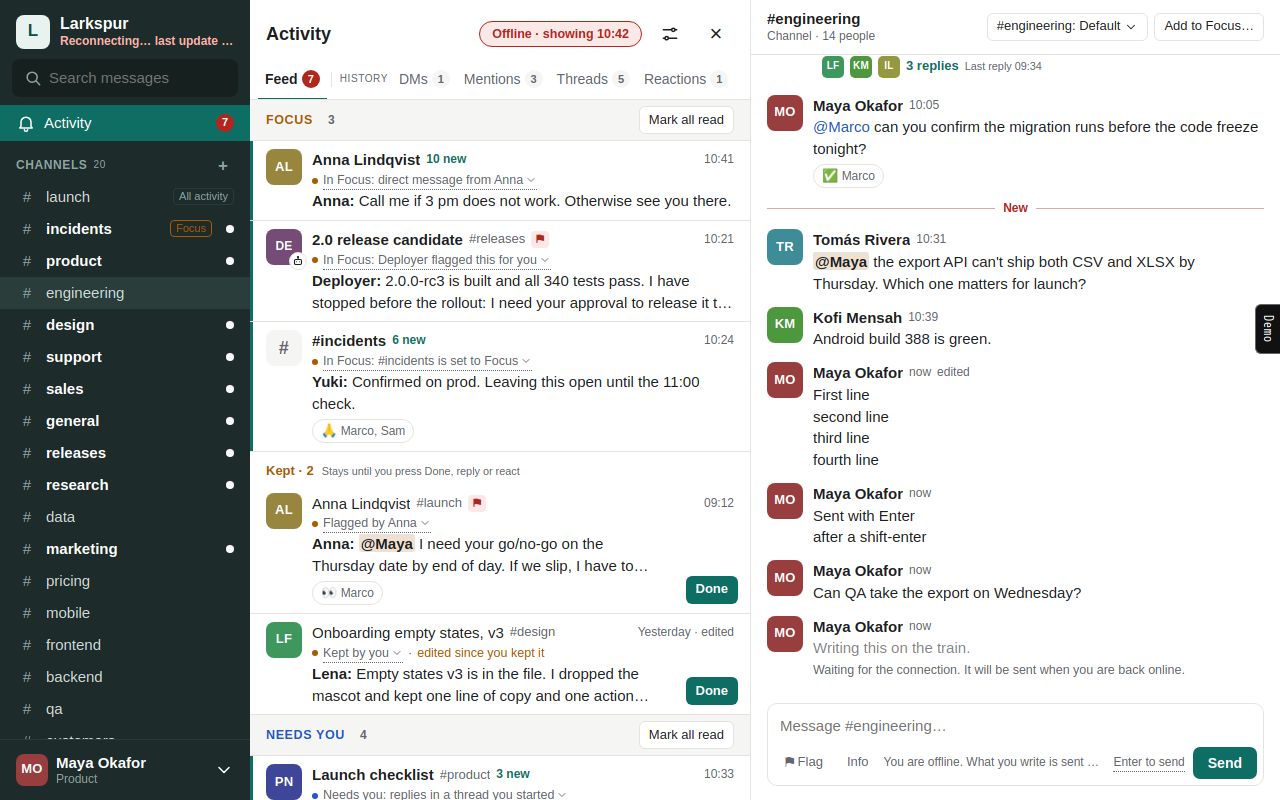 L
Larkspur
Reconnecting… last update …
Search messages
Activity
7
CHANNELS 20
+
# launch All activity
# incidents Focus
# product
# engineering
# design
# support
# sales
# general
# releases
# research
# data
# marketing
# pricing
# mobile
# frontend
# backend
# qa
# customers
MO
Maya Okafor
Product
Activity
Offline · showing 10:42
Feed 7
HISTORY
DMs 1
Mentions 3
Threads 5
Reactions 1
FOCUS 3
Mark all read
AL
Anna Lindqvist 10 new 10:41
In Focus: direct message from Anna
Anna: Call me if 3 pm does not work. Otherwise see you there.
DE
2.0 release candidate #releases 10:21
In Focus: Deployer flagged this for you
Deployer: 2.0.0-rc3 is built and all 340 tests pass. I have
stopped before the rollout: I need your approval to release it t…
#
#incidents 6 new 10:24
In Focus: #incidents is set to Focus
Yuki: Confirmed on prod. Leaving this open until the 11:00
check.
🙏 Marco, Sam
Kept · 2 Stays until you press Done, reply or react
AL
Anna Lindqvist #launch 09:12
Flagged by Anna
Anna: @Maya I need your go/no-go on the
Thursday date by end of day. If we slip, I have to…
👀 Marco
Done
LF
Onboarding empty states, v3 #design Yesterday · edited
Kept by you · edited since you kept it
Lena: Empty states v3 is in the file. I dropped the
mascot and kept one line of copy and one action…
Done
NEEDS YOU 4
Mark all read
PN
Launch checklist #product 3 new 10:33
Needs you: replies in a thread you started
#engineering
Channel · 14 people
#engineering: Default
Add to Focus…
LF KM IL 3 replies Last reply 09:34
MO
Maya Okafor 10:05
@Marco can you confirm the migration runs before the code freeze
tonight?
✅ Marco
New
TR
Tomás Rivera 10:31
@Maya the export API can't ship both CSV and XLSX by
Thursday. Which one matters for launch?
KM
Kofi Mensah 10:39
Android build 388 is green.
MO
Maya Okafor now edited
First line
second line
third line
fourth line
MO
Maya Okafor now
Sent with Enter
after a shift-enter
MO
Maya Okafor now
Can QA take the export on Wednesday?
MO
Maya Okafor now
Writing this on the train.
Waiting for the connection. It will be sent when you are back online.
Message #engineering…
Flag
Info
You are offline. What you write is sent …
Enter to send
Send
Demo